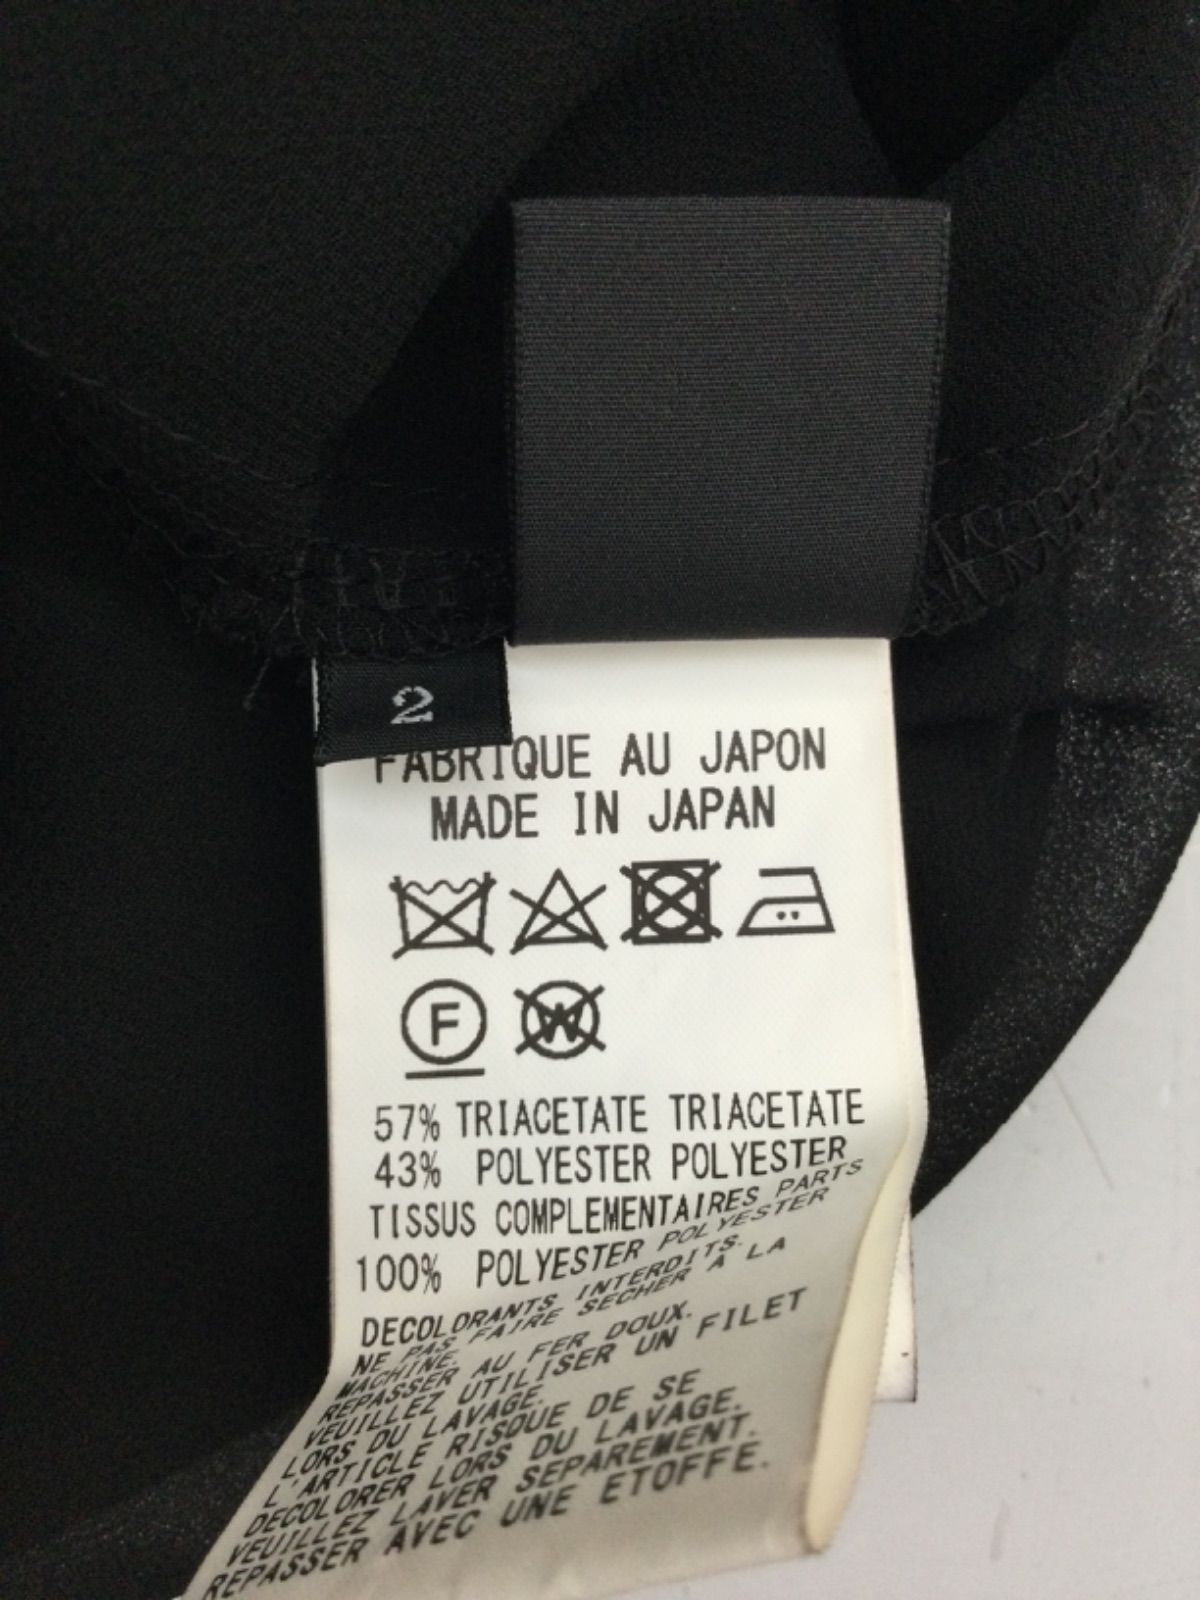 2
FABRIQUE AU JAPON
MADE IN JAPAN
F
W
57% TRIACETATE TRIACETATE
43% POLYESTER POLYESTER
TISSUS COMPLEMENTAIRES PARTS
100% POLYESTER POLYESTER
DECOLORANTS INTERDITS.
NE PAS FAIRE SECHER A LA
MACHINE.
REPASSER AU FER DOUX.
VEUILLEZ UTILISER UN FILET
LORS DU LAVAGE.
L'ARTICLE RISQUE DE SE
DECOLORER LORS DU LAVAGE.
VEUILLEZ LAVER SEPAREMENT.
REPASSER AVEC UNE ETOFFE.